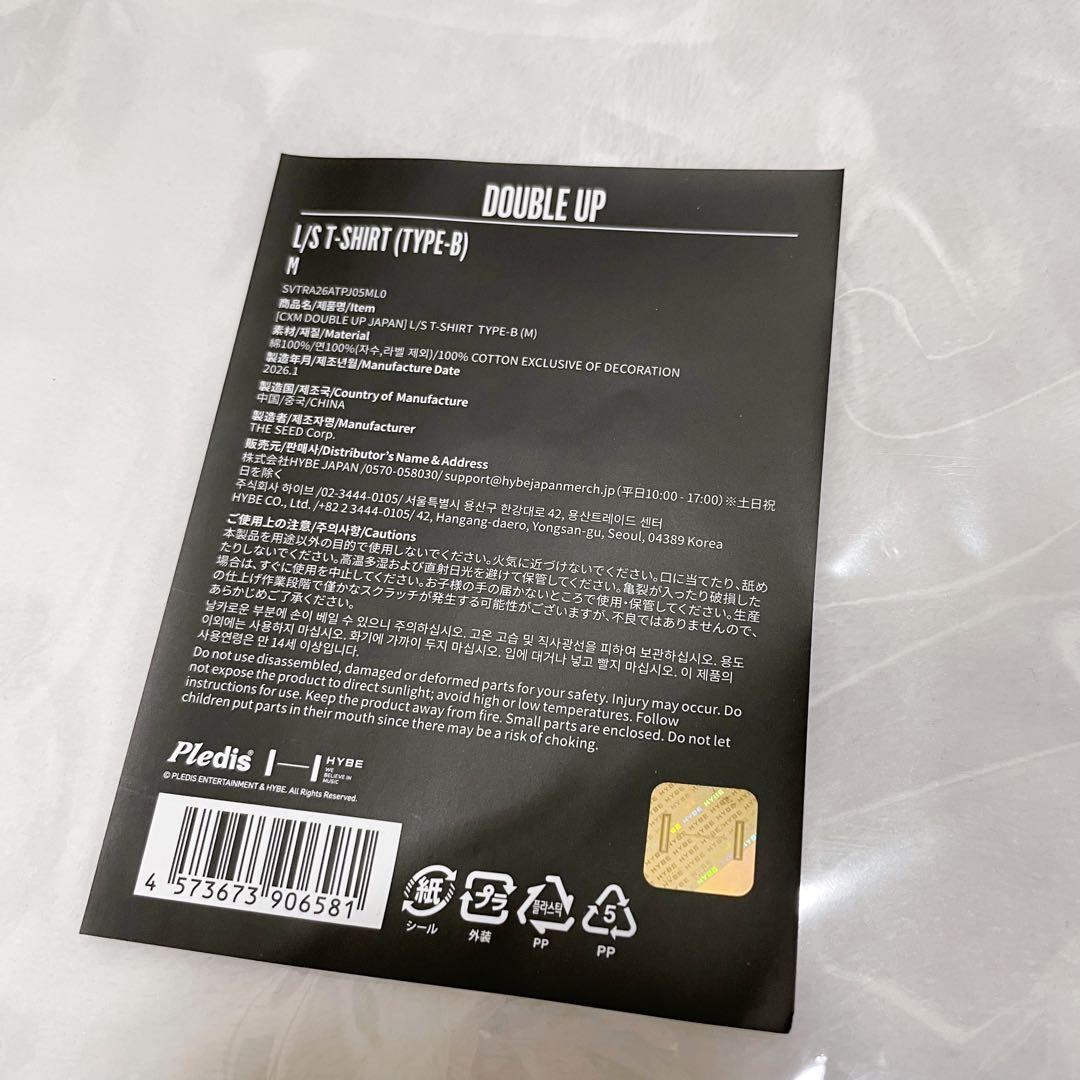 DOUBLE UP
L/S T-SHIRT (TYPE-B)
M
SVTRA26ATPJ05ML0
商品名/제품명/Item
[CXM DOUBLE UP JAPAN] L/S T-SHIRT TYPE-B (M)
素材/재질/Material
綿100%/면100%(자수,라벨 제외)/100% COTTON EXCLUSIVE OF DECORATION
製造年月/제조년월/Manufacture Date
2026.1
製造国/제조국/Country of Manufacture
中国/중국/CHINA
製造者/제조자명/Manufacturer
THE SEED Corp.
販売元/판매사/Distributor's Name & Address
株式会社HYBE JAPAN /0570-058030/ support@hybejapanmerch.jp (平日10:00 - 17:00) ※土日祝
日を除く
주식회사 하이브 /02-3444-0105/ 서울특별시 용산구 한강대로 42, 용산트레이드 센터
HYBE CO., Ltd. /+82 2 3444-0105/ 42, Hangang-daero, Yongsan-gu, Seoul, 04389 Korea
ご使用上の注意/주의사항/Cautions
本製品を用途以外の目的で使用しないでください。火気に近づけないでください。口に当てたり、舐め
たりしないでください。高温多湿および直射日光を避けて保管してください。亀裂が入ったり破損した
場合は、すぐに使用を中止してください。お子様の手の届かないところで使用・保管してください。生産
の仕上げ作業段階で僅かなスクラッチが発生する可能性がございますが、不良ではありませんので、
あらかじめご了承ください。
날카로운 부분에 손이 베일 수 있으니 주의하십시오. 고온 고습 및 직사광선을 피하여 보관하십시오. 용도
이외에는 사용하지 마십시오. 화기에 가까이 두지 마십시오. 입에 대거나 넣고 빨지 마십시오. 이 제품의
사용연령은 만 14세 이상입니다.
Do not use disassembled, damaged or deformed parts for your safety. Injury may occur. Do
not expose the product to direct sunlight; avoid high or low temperatures. Follow
instructions for use. Keep the product away from fire. Small parts are enclosed. Do not let
children put parts in their mouth since there may be a risk of choking.
Pledis HYBE
WE
BELIEVE IN
MUSIC
© PLEDIS ENTERTAINMENT & HYBE. All Rights Reserved.
4 573673 906581
紙 プラ 플라스틱 5
シール 外装 PP PP
HYBE HYBE HYBE